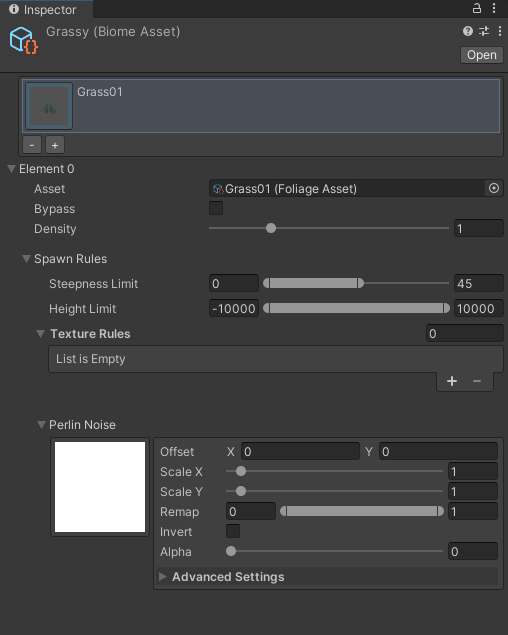 Inspector
Grassy (Biome Asset)
Open
Grass01
- +
Element 0
Asset Grass01 (Foliage Asset)
Bypass
Density 1
Spawn Rules
Steepness Limit 0 45
Height Limit -10000 10000
Texture Rules 0
List is Empty
+ −
Perlin Noise
Offset X 0 Y 0
Scale X 1
Scale Y 1
Remap 0 1
Invert
Alpha 0
Advanced Settings